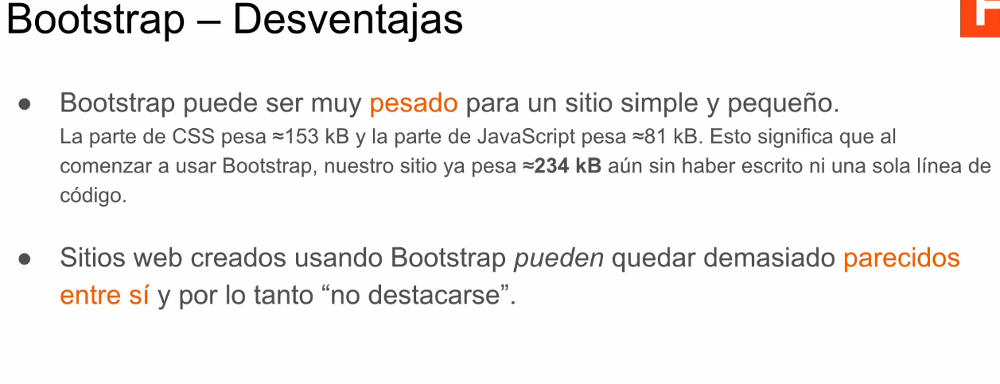 Bootstrap – Desventajas
● Bootstrap puede ser muy pesado para un sitio simple y pequeño.
La parte de CSS pesa ≈153 kB y la parte de JavaScript pesa ≈81 kB. Esto significa que al
comenzar a usar Bootstrap, nuestro sitio ya pesa ≈234 kB aún sin haber escrito ni una sola línea de
código.
● Sitios web creados usando Bootstrap pueden quedar demasiado parecidos
entre sí y por lo tanto “no destacarse”.